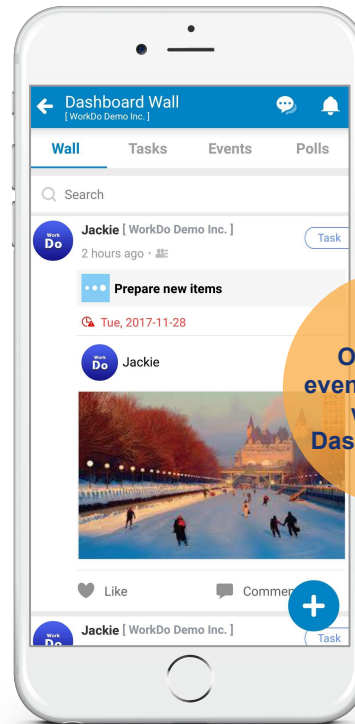 Dashboard Wall
[ WorkDo Demo Inc. ]
Wall Tasks Events Polls
Search
Work Do
Jackie [ WorkDo Demo Inc. ]
Task
2 hours ago
Prepare new items
Tue, 2017-11-28
Work Do
Jackie
Like
Jackie [ WorkDo Demo Inc. ]
Task